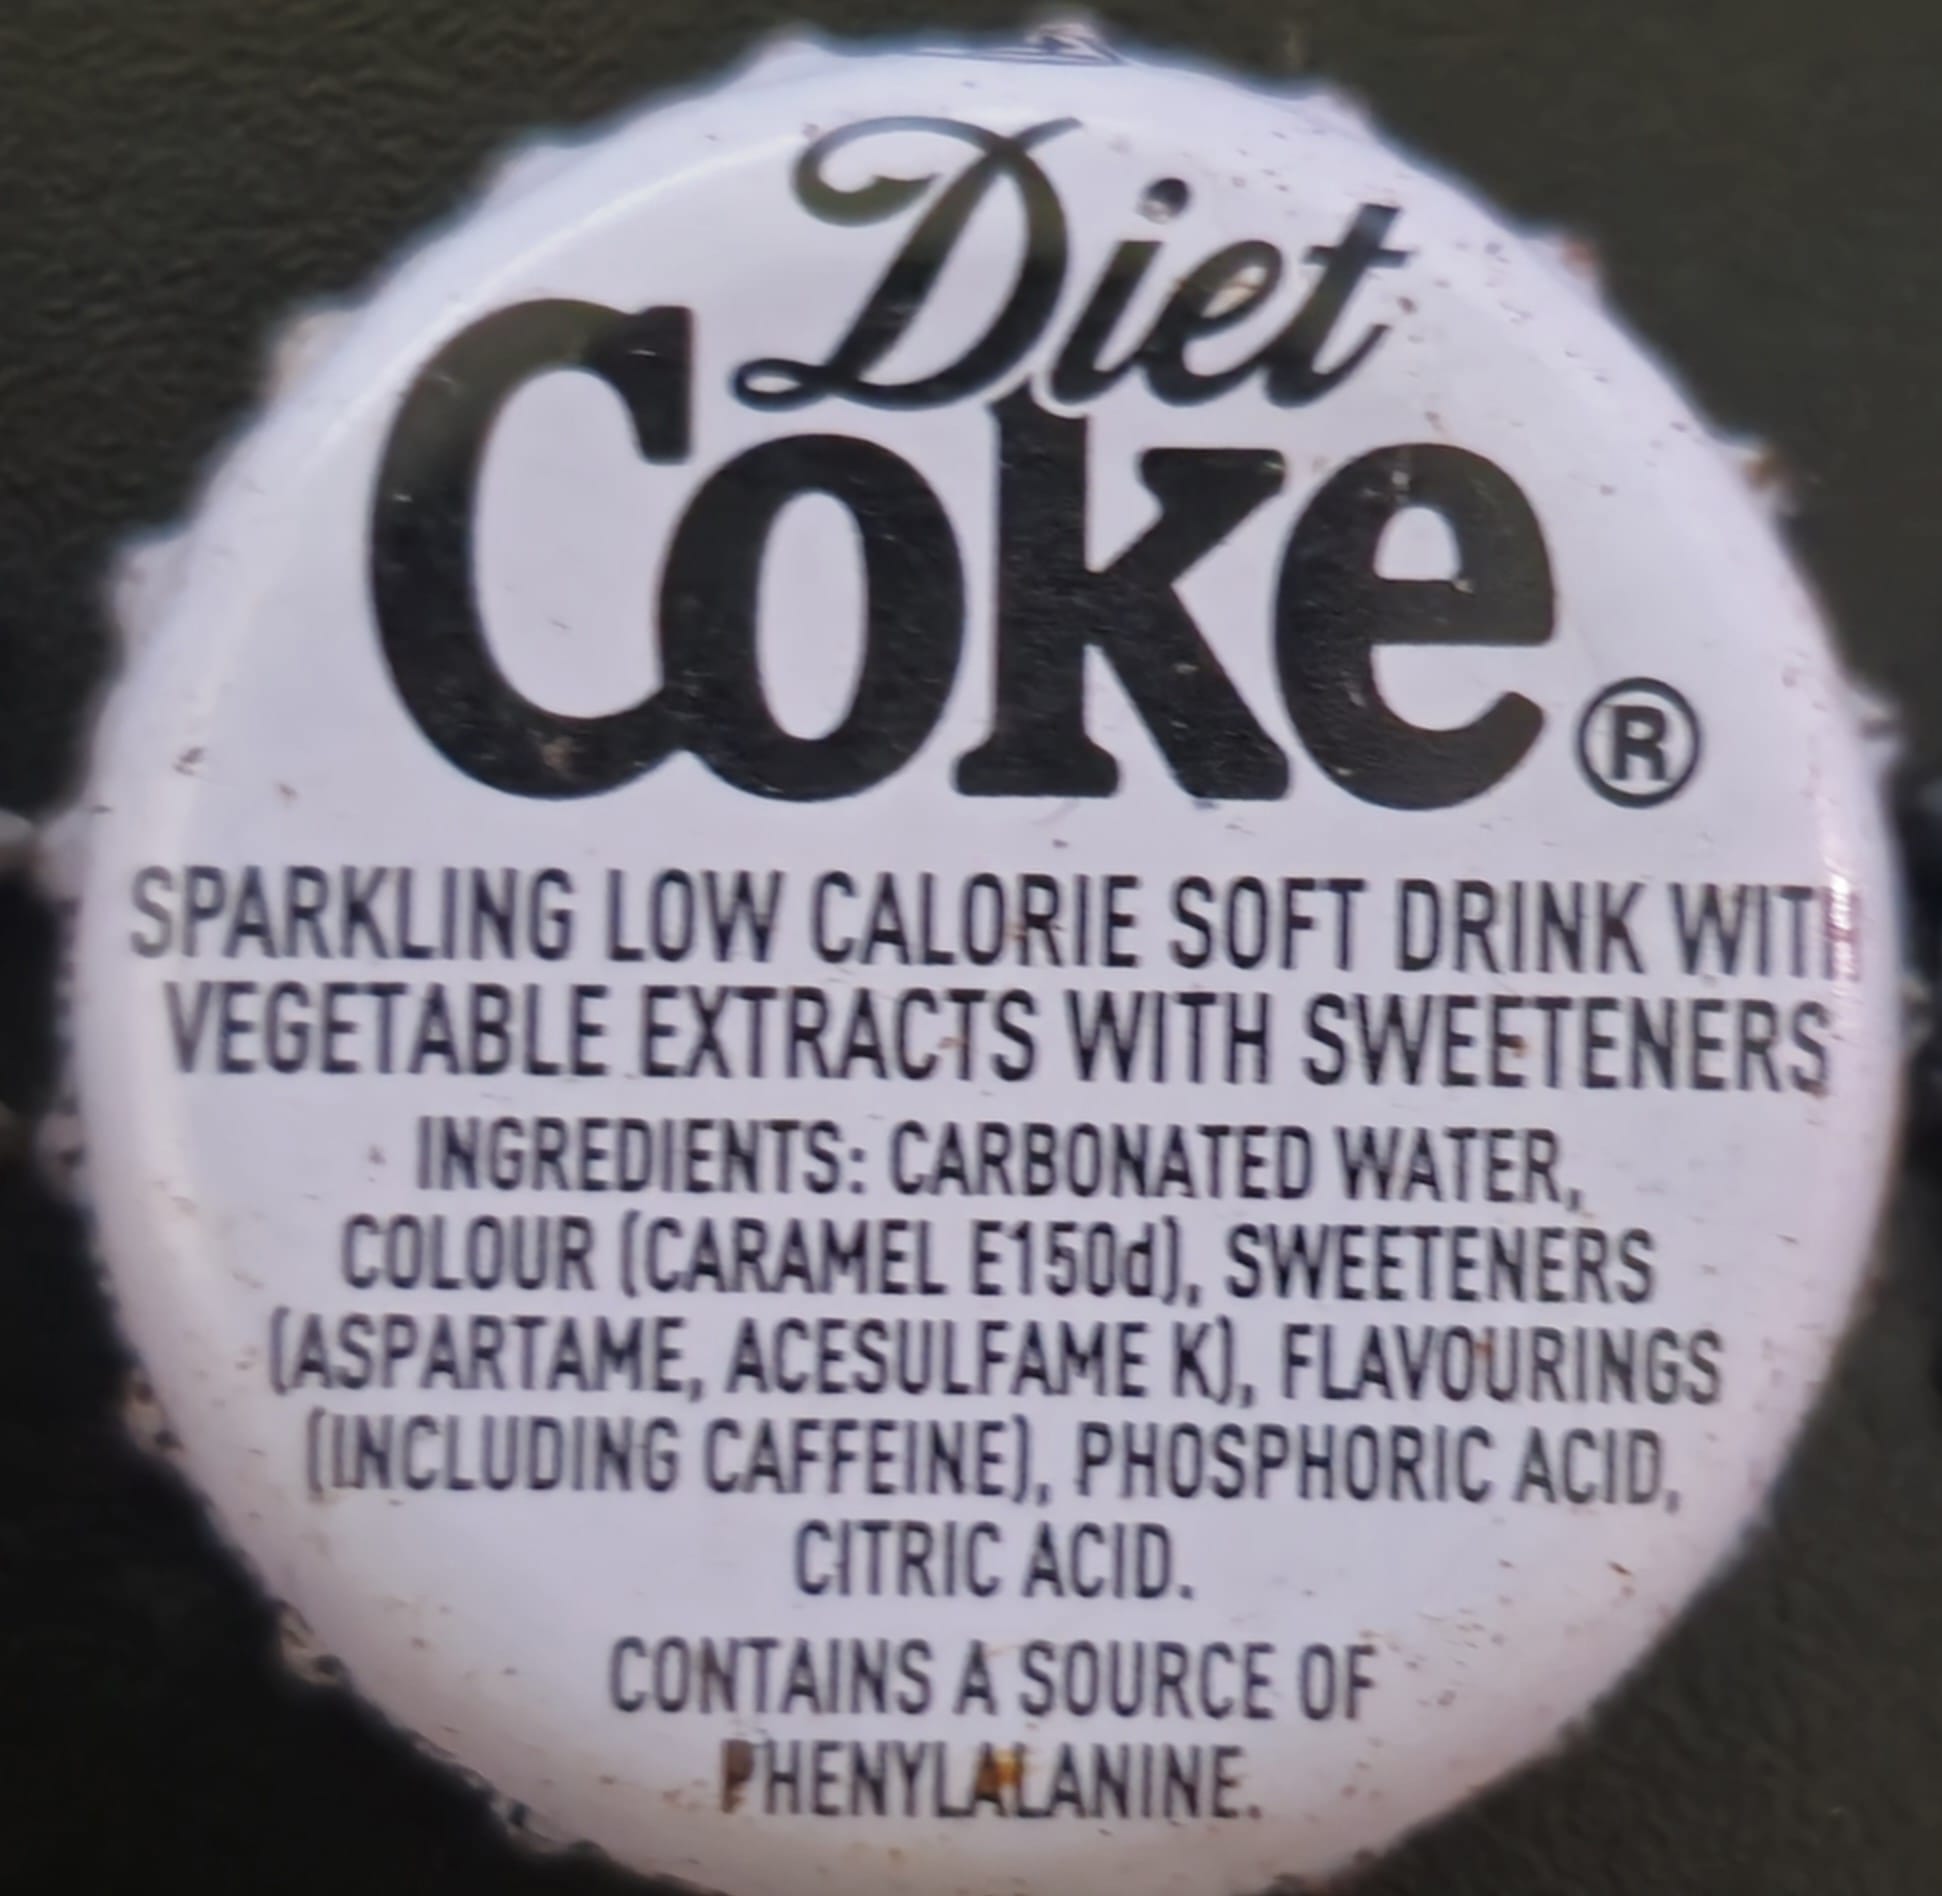 Diet
Coke®
SPARKLING LOW CALORIE SOFT DRINK WITH
VEGETABLE EXTRACTS WITH SWEETENERS
INGREDIENTS: CARBONATED WATER,
COLOUR (CARAMEL E150d), SWEETENERS
(ASPARTAME, ACESULFAME K), FLAVOURINGS
(INCLUDING CAFFEINE), PHOSPHORIC ACID,
CITRIC ACID.
CONTAINS A SOURCE OF
PHENYLALANINE.